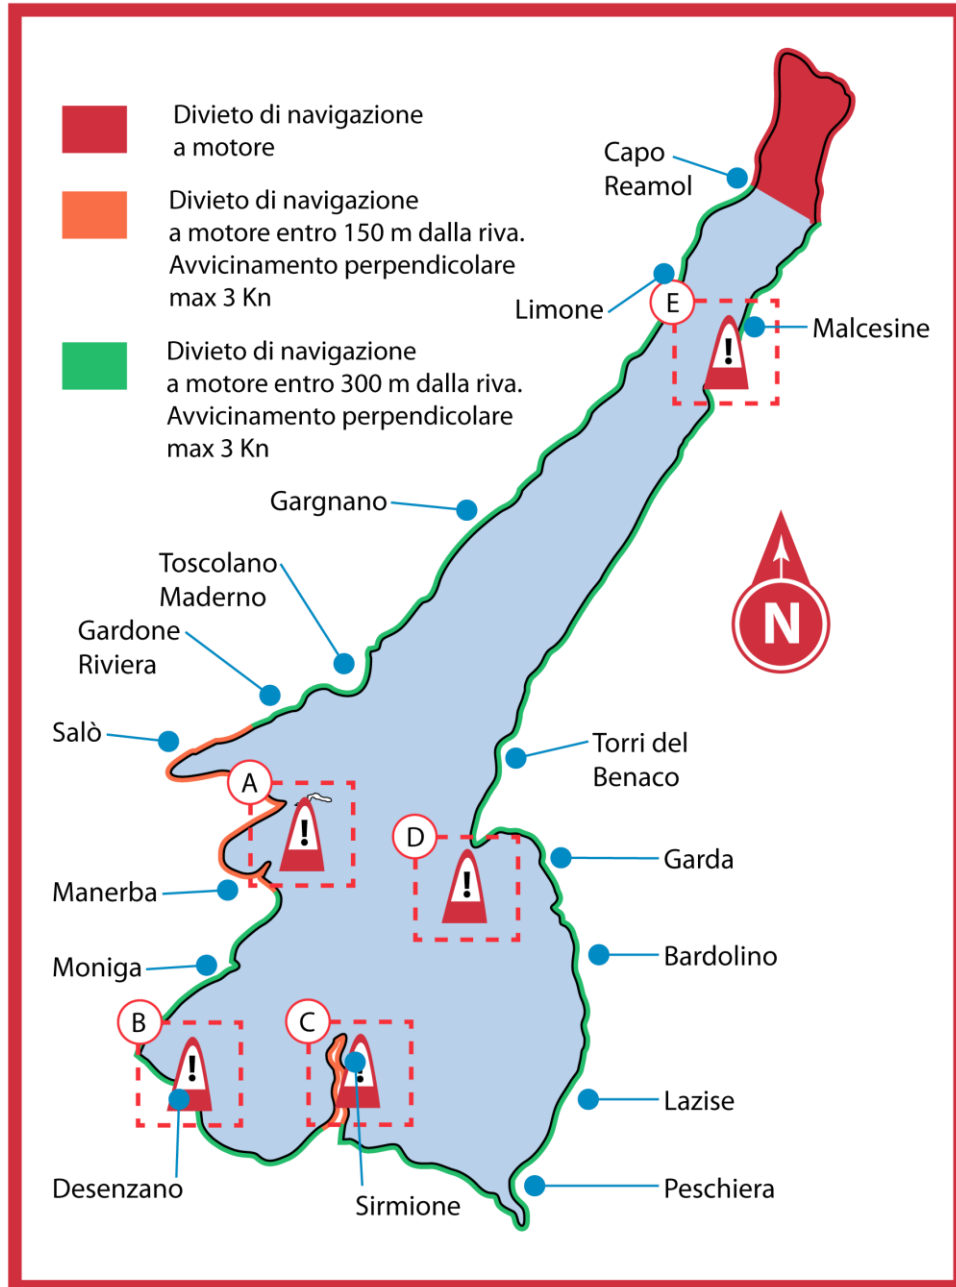 Divieto di navigazione
a motore
Divieto di navigazione
a motore entro 150 m dalla riva.
Avvicinamento perpendicolare
max 3 Kn
Divieto di navigazione
a motore entro 300 m dalla riva.
Avvicinamento perpendicolare
max 3 Kn
Capo
Reamol
Limone
E
!
Malcesine
Gargnano
Toscolano
Maderno
N
Gardone
Riviera
Salò
Torri del
Benaco
A
!
D
!
Garda
Manerba
Moniga
Bardolino
B
!
C
!
Lazise
Desenzano
Sirmione
Peschiera